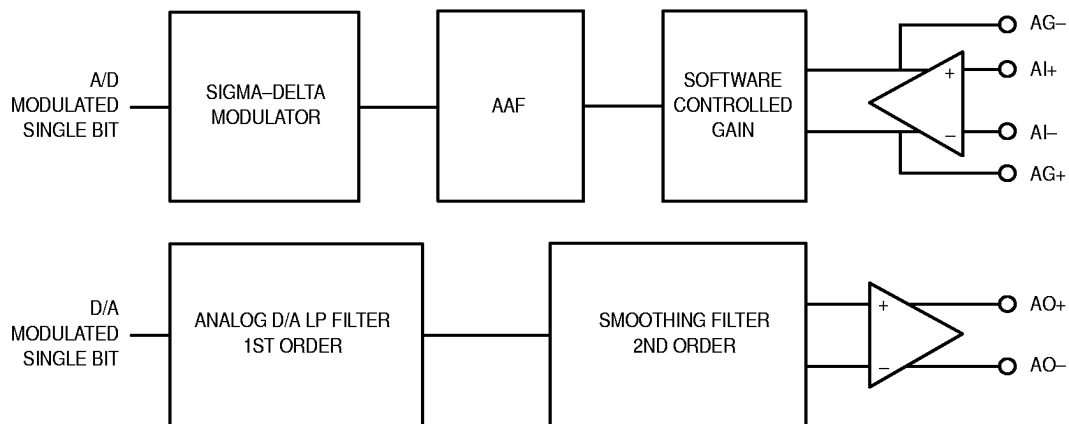 A/D
MODULATED
SINGLE BIT
SIGMA–DELTA
MODULATOR
AAF
SOFTWARE
CONTROLLED
GAIN
+
–
AG–
AI+
AI–
AG+
D/A
MODULATED
SINGLE BIT
ANALOG D/A LP FILTER
1ST ORDER
SMOOTHING FILTER
2ND ORDER
+
–
AO+
AO–